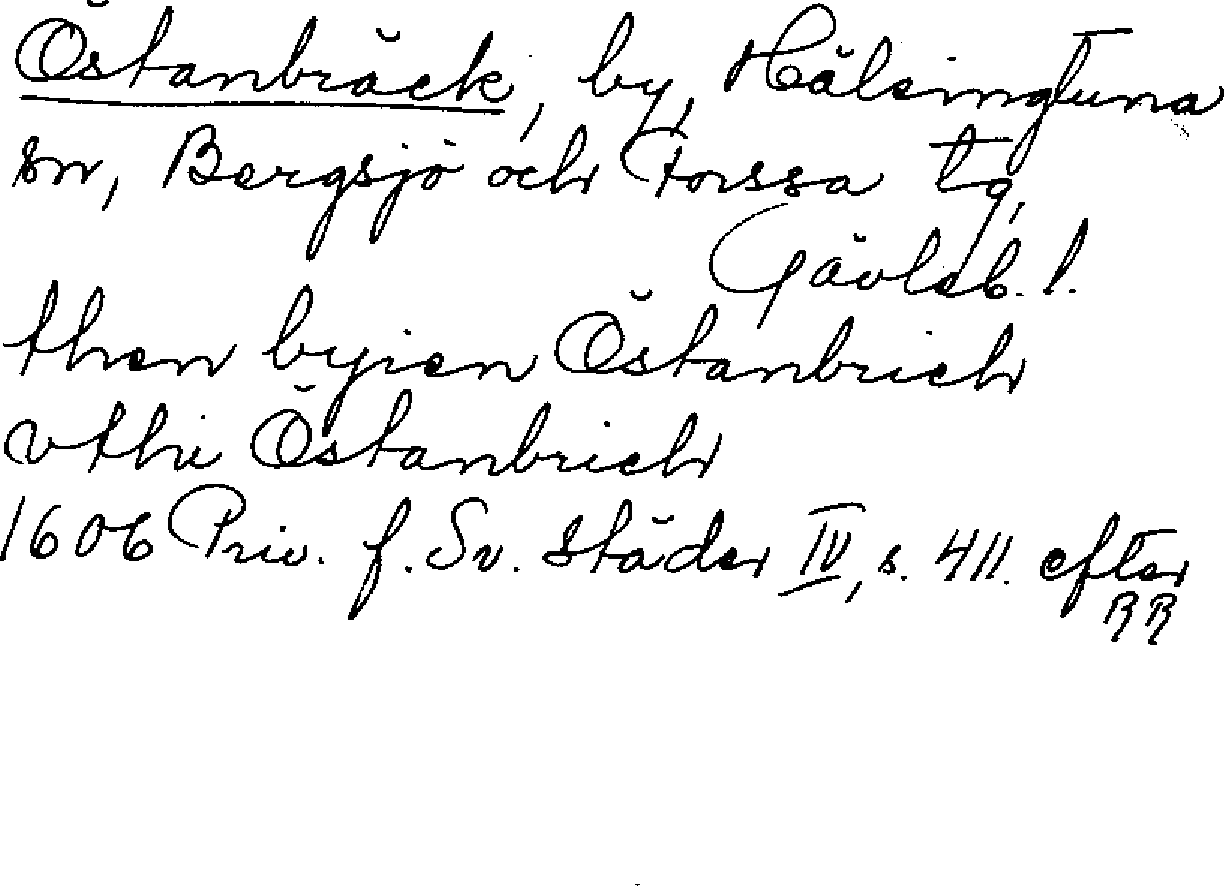 Östanbräck, by, Hälsingtuna
sn, Bergsjö och Forssa tg,
Gävleb. l.
then byien Östanbrich
vthi Östanbrich
1606 Priv. f. Sv. städer IV, s. 411. efter
RR